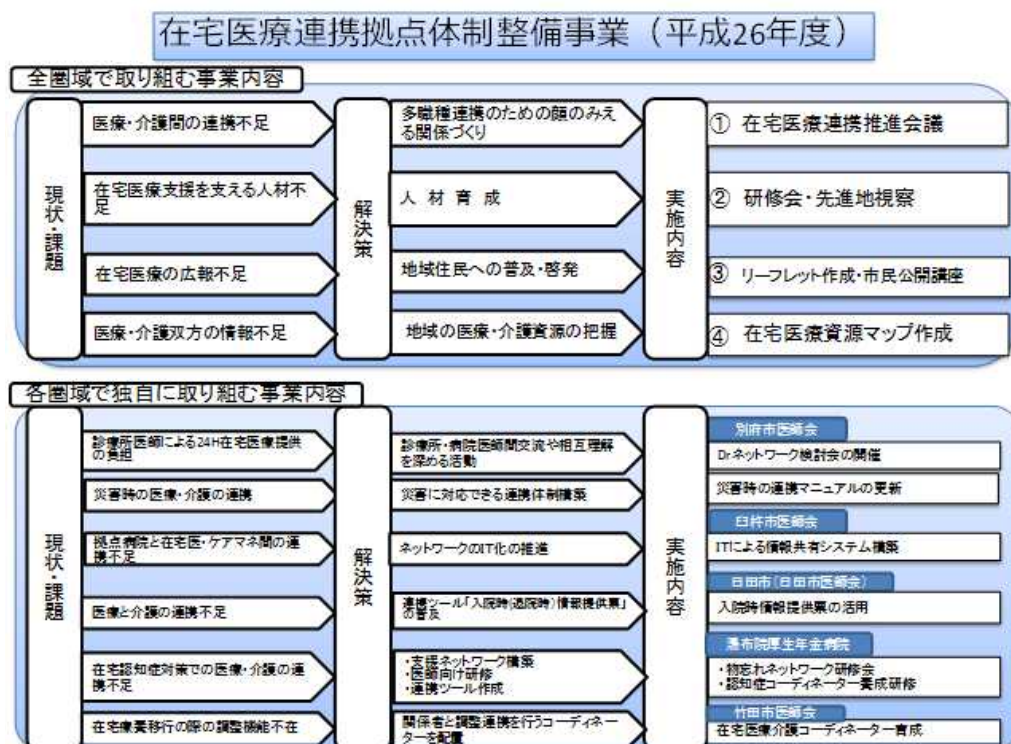 在宅医療連携拠点体制整備事業（平成26年度）
全圏域で取り組む事業内容
現状・課題
医療・介護間の連携不足
在宅医療支援を支える人材不
足
在宅医療の広報不足
医療・介護双方の情報不足
解決策
多職種連携のための顔のみえ
る関係づくり
人 材 育 成
地域住民への普及・啓発
地域の医療・介護資源の把握
実施内容
① 在宅医療連携推進会議
② 研修会・先進地視察
③ リーフレット作成・市民公開講座
④ 在宅医療資源マップ作成
各圏域で独自に取り組む事業内容
現状・課題
診療所医師による24H在宅医療提供
の負担
災害時の医療・介護の連携
拠点病院と在宅医・ケアマネ間の連
携不足
医療と介護の連携不足
在宅認知症対策での医療・介護の連
携不足
在宅療養移行の際の調整機能不在
解決策
診療所・病院医師間交流や相互理解
を深める活動
災害に対応できる連携体制構築
ネットワークのIT化の推進
連携ツール「入院時(退院時)情報提供票」
の普及
・支援ネットワーク構築
・医師向け研修
・連携ツール作成
関係者と調整連携を行うコーディネー
ターを配置
実施内容
別府市医師会
Drネットワーク検討会の開催
災害時の連携マニュアルの更新
臼杵市医師会
ITによる情報共有システム構築
日田市(日田市医師会)
入院時情報提供票の活用
湯布院厚生年金病院
・物忘れネットワーク研修会
・認知症コーディネーター養成研修
竹田市医師会
在宅医療介護コーディネーター育成